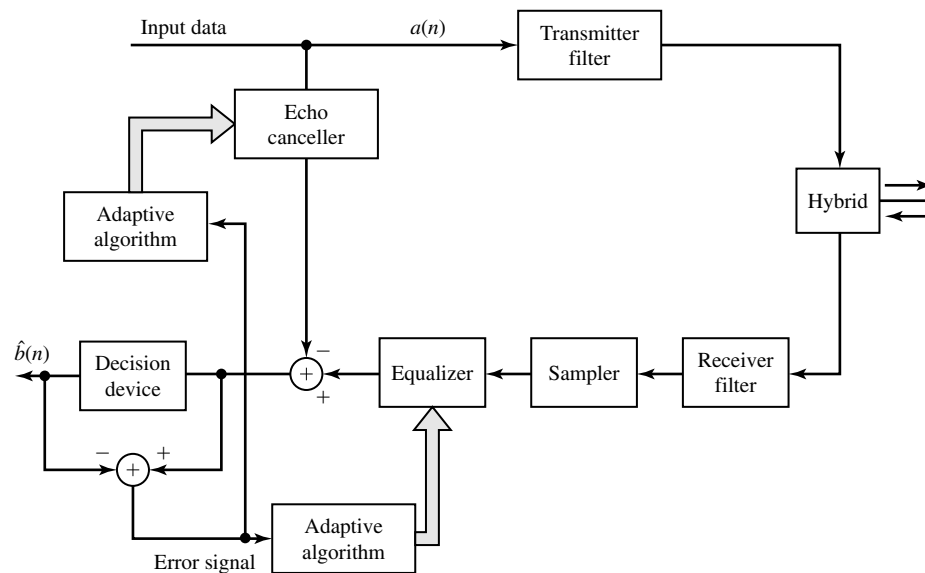 Input data
a(n)
Transmitter
filter
Echo
canceller
Hybrid
Adaptive
algorithm
b̂(n)
Decision
device
−
+
+
Equalizer
Sampler
Receiver
filter
−
+
+
Error signal
Adaptive
algorithm